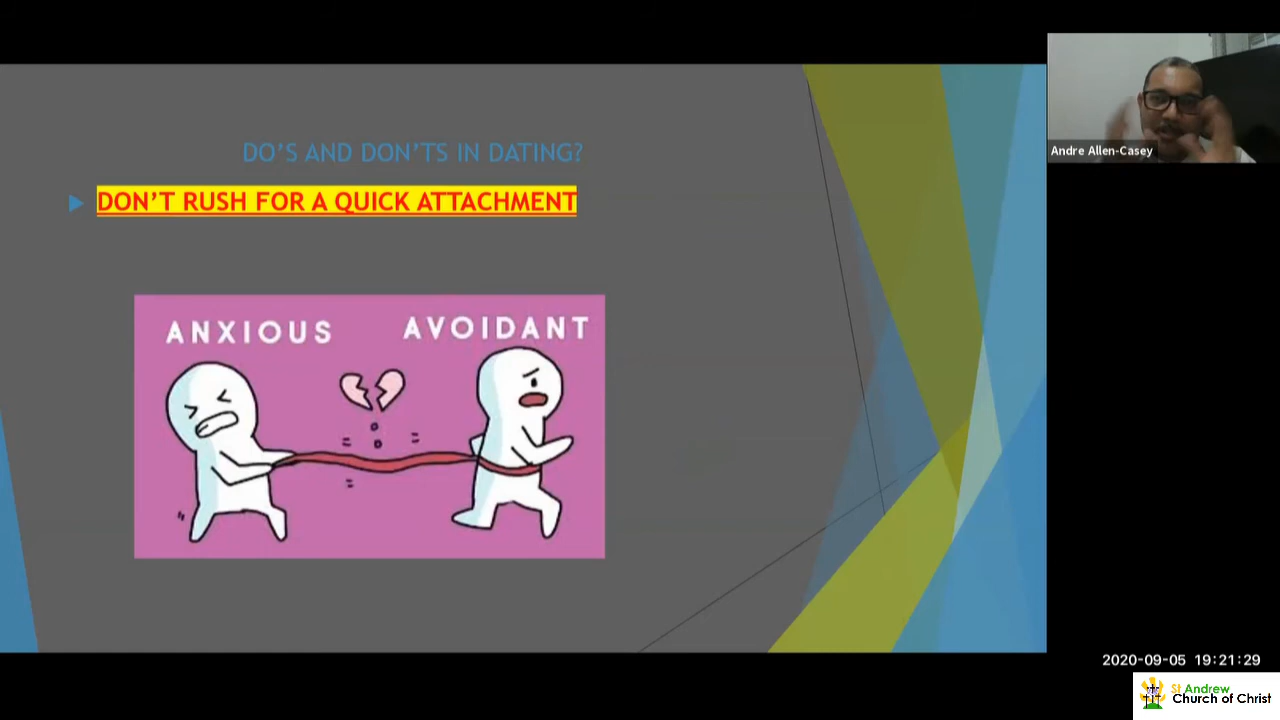 DO'S AND DON'TS IN DATING?
DON'T RUSH FOR A QUICK ATTACHMENT
ANXIOUS
AVOIDANT
Andre Allen-Casey
2020-09-05 19:21:29
St Andrew
Church of Christ